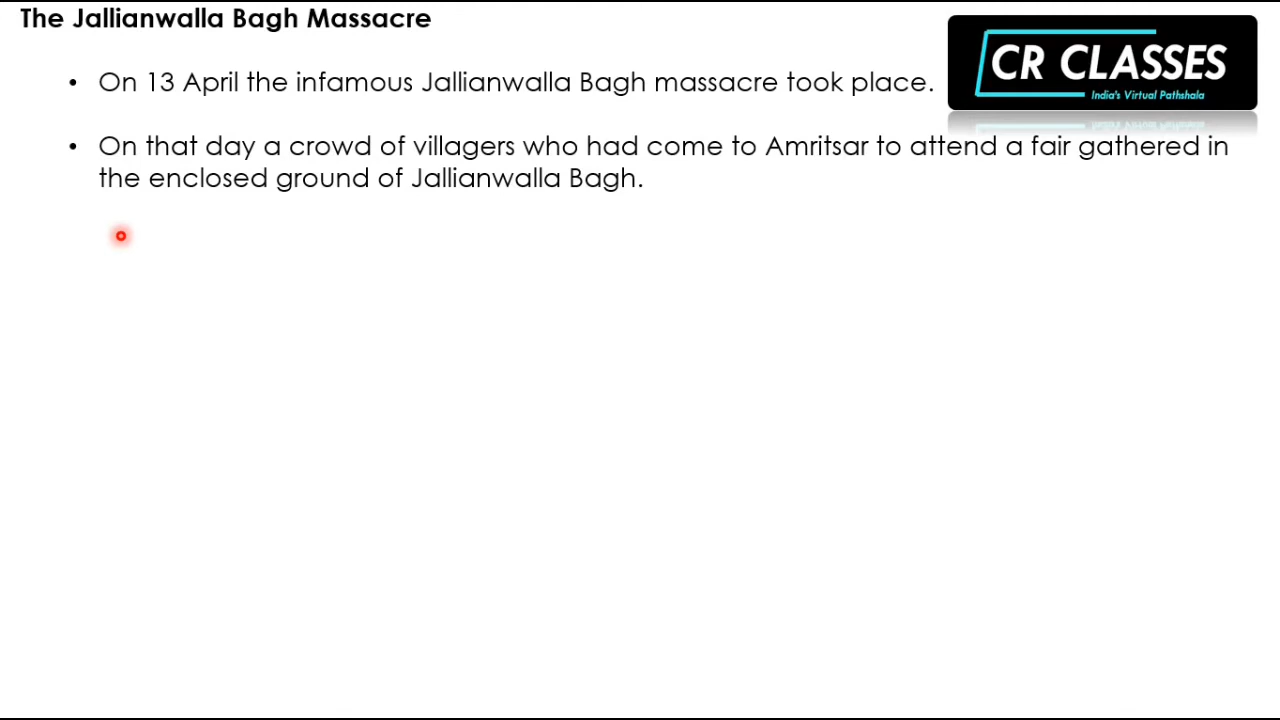 The Jallianwalla Bagh Massacre
CR CLASSES
India's Virtual Pathshala
• On 13 April the infamous Jallianwalla Bagh massacre took place.
• On that day a crowd of villagers who had come to Amritsar to attend a fair gathered in
the enclosed ground of Jallianwalla Bagh.